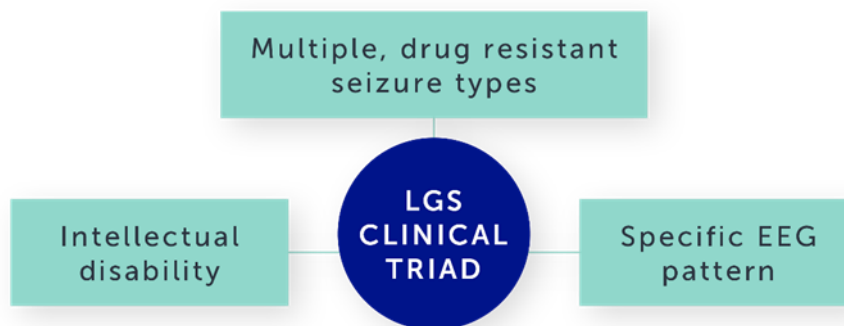 Multiple, drug resistant
seizure types
LGS
CLINICAL
TRIAD
Intellectual
disability
Specific EEG
pattern